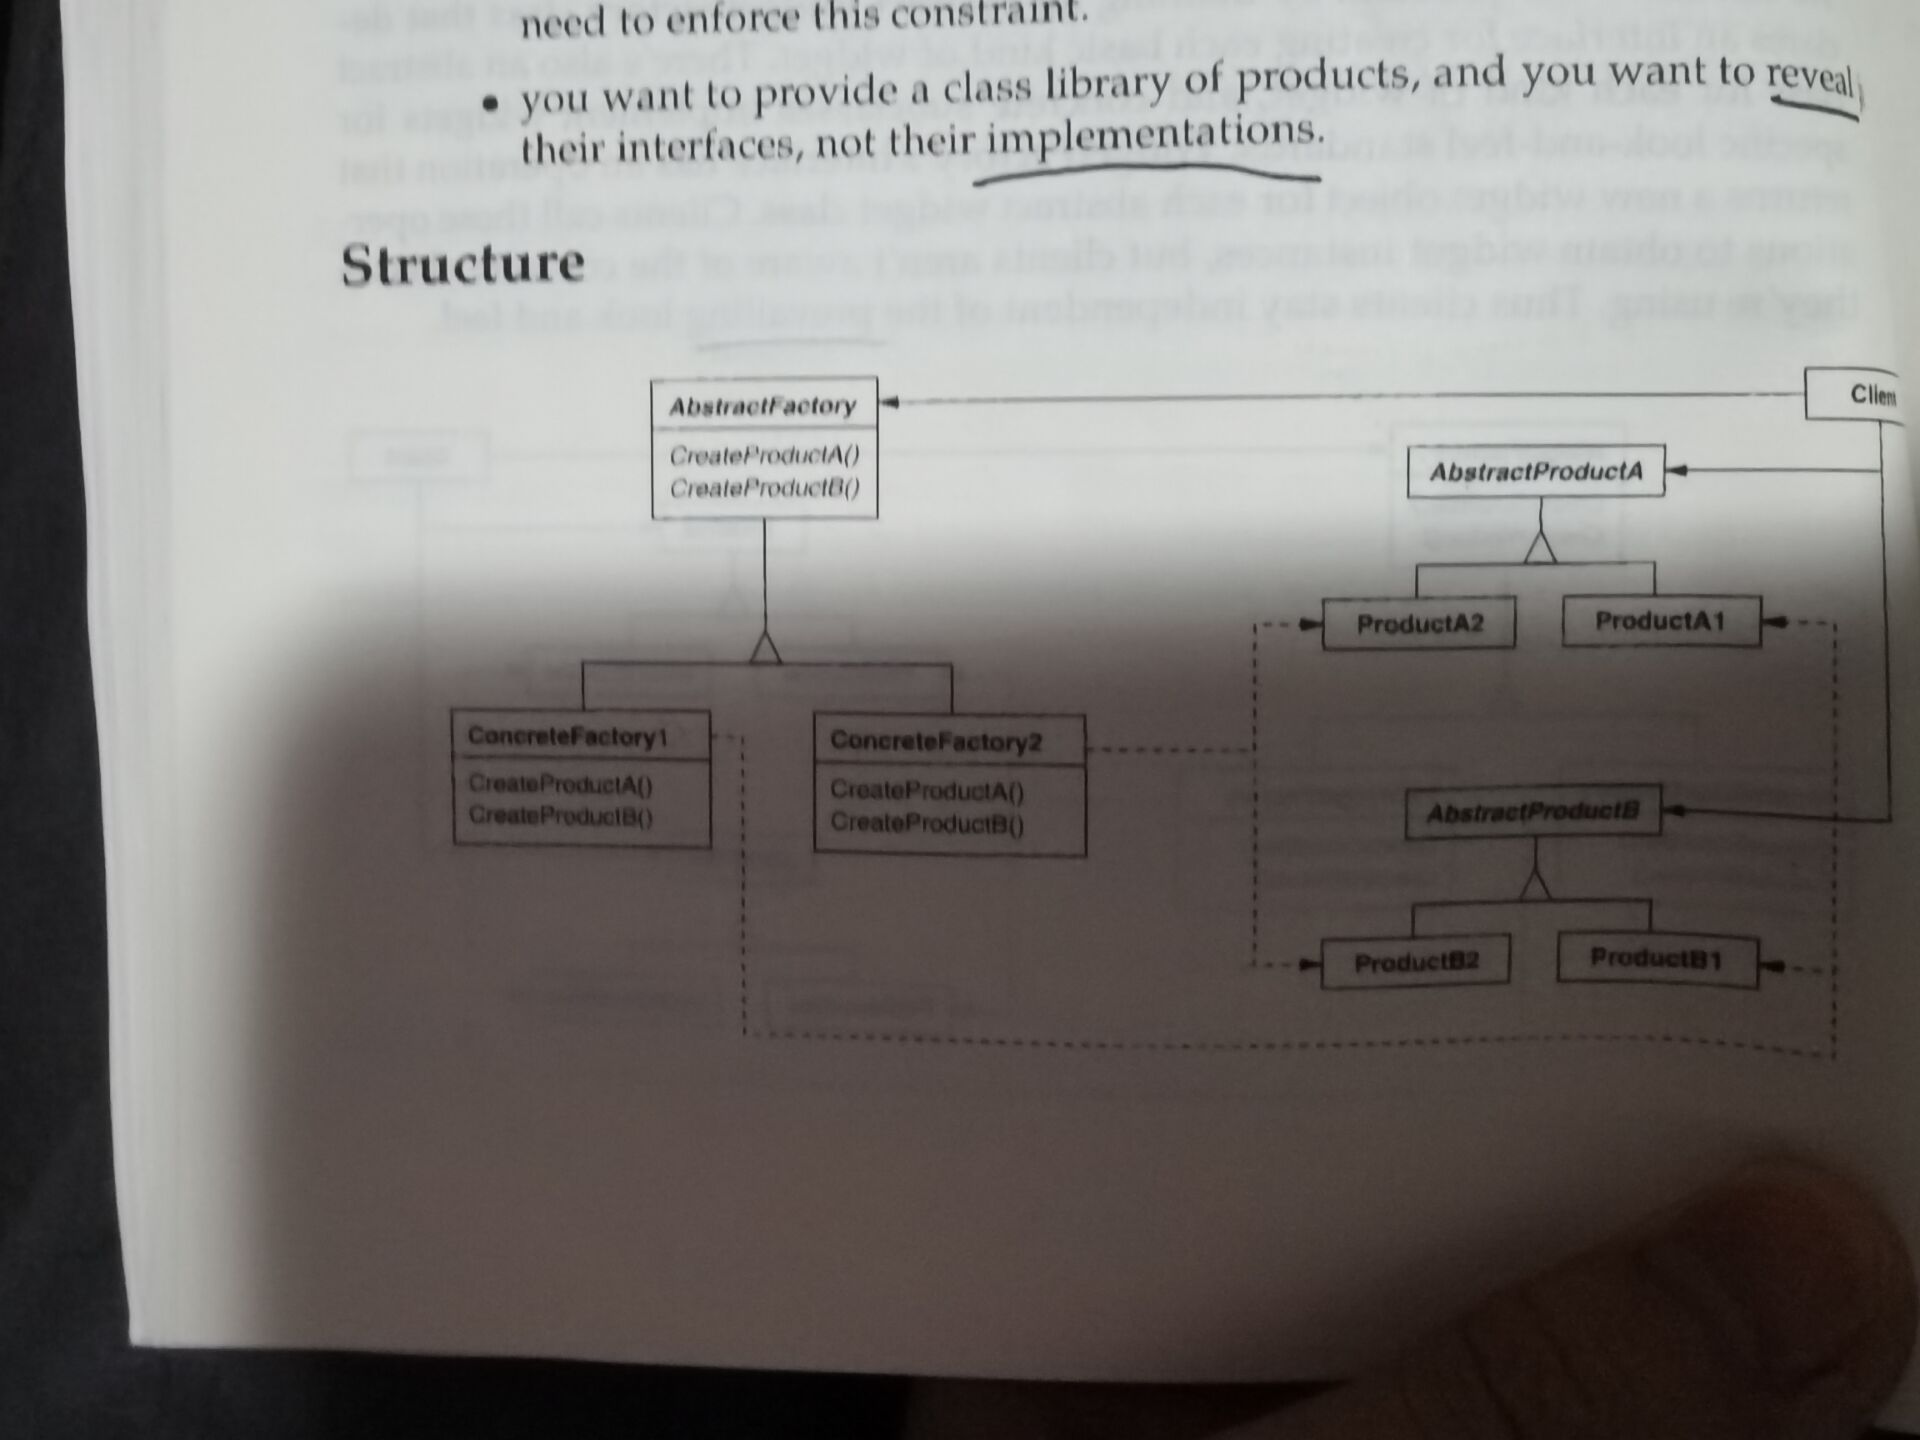 need to enforce this constraint.
• you want to provide a class library of products, and you want to reveal
their interfaces, not their implementations.
Structure
AbstractFactory
CreateProductA()
CreateProductB()
AbstractProductA
ProductA2
ProductA1
ConcreteFactory1
CreateProductA()
CreateProductB()
ConcreteFactory2
CreateProductA()
CreateProductB()
AbstractProductB
ProductB2
ProductB1